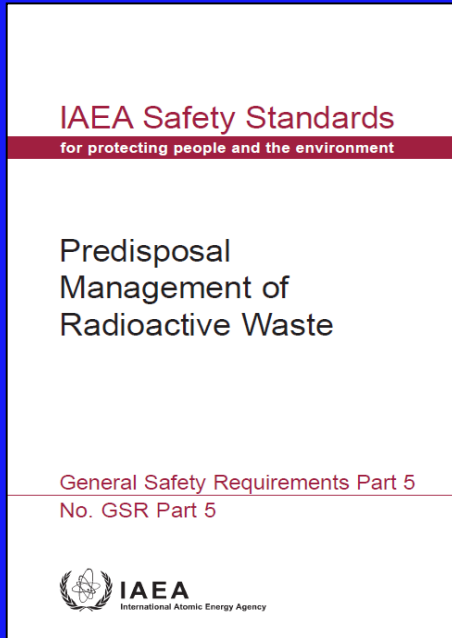 IAEA Safety Standards
for protecting people and the environment
Predisposal
Management of
Radioactive Waste
General Safety Requirements Part 5
No. GSR Part 5
IAEA
International Atomic Energy Agency